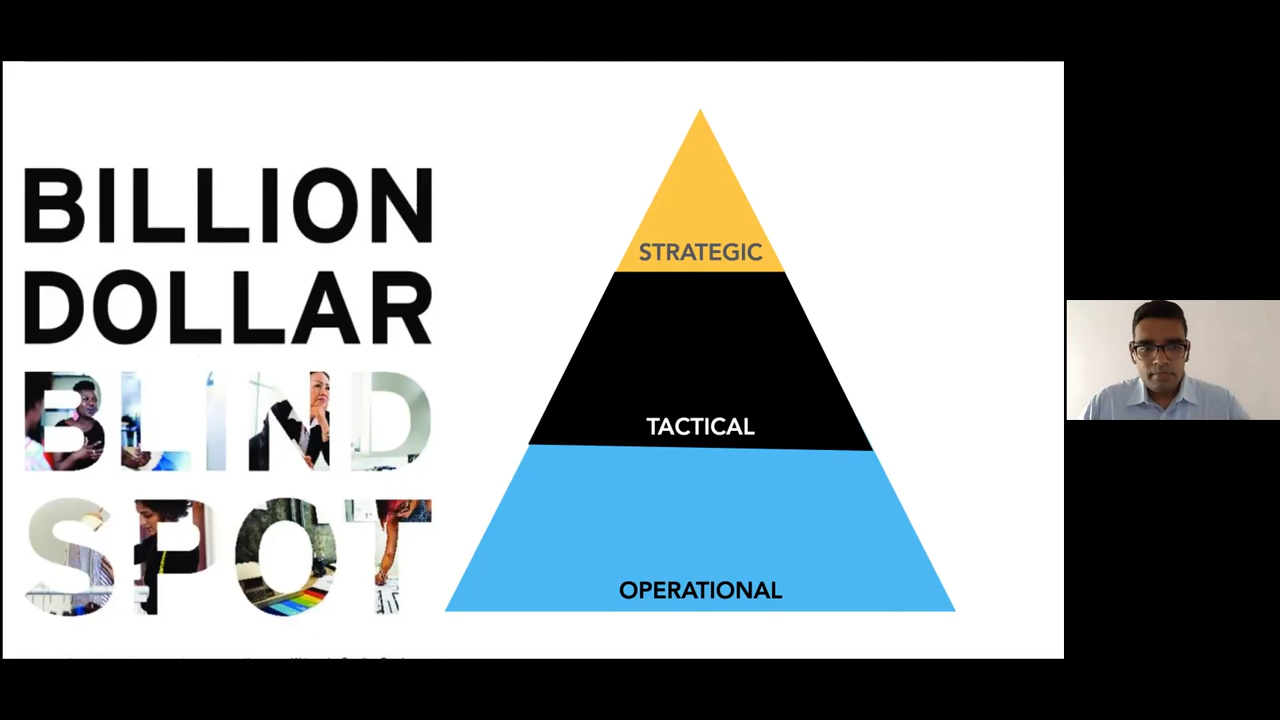 BILLION
DOLLAR
BLIND
SPOT
STRATEGIC
TACTICAL
OPERATIONAL